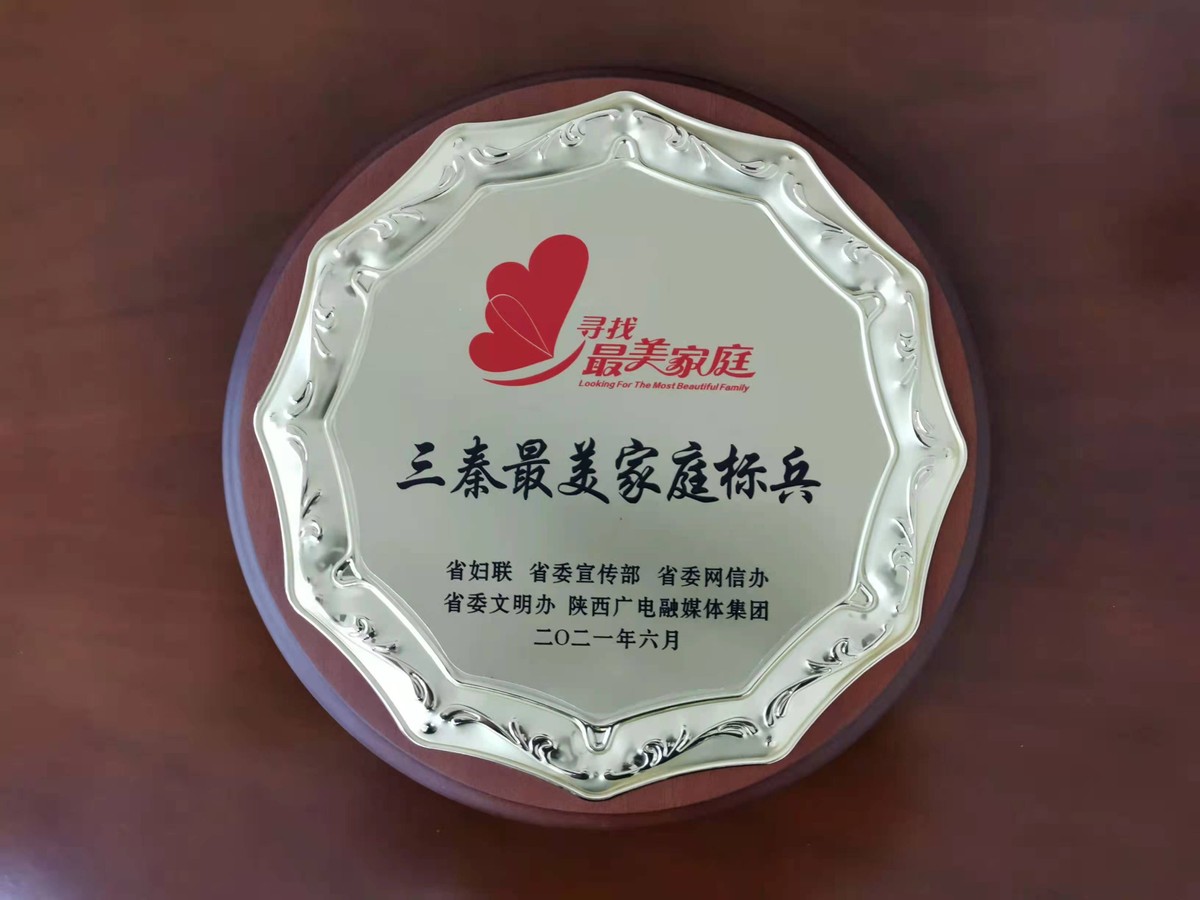 寻找
最美家庭
Looking For The Most Beautiful Family
三秦最美家庭标兵
省妇联 省委宣传部 省委网信办
省委文明办 陕西广电融媒体集团
二〇二一年六月